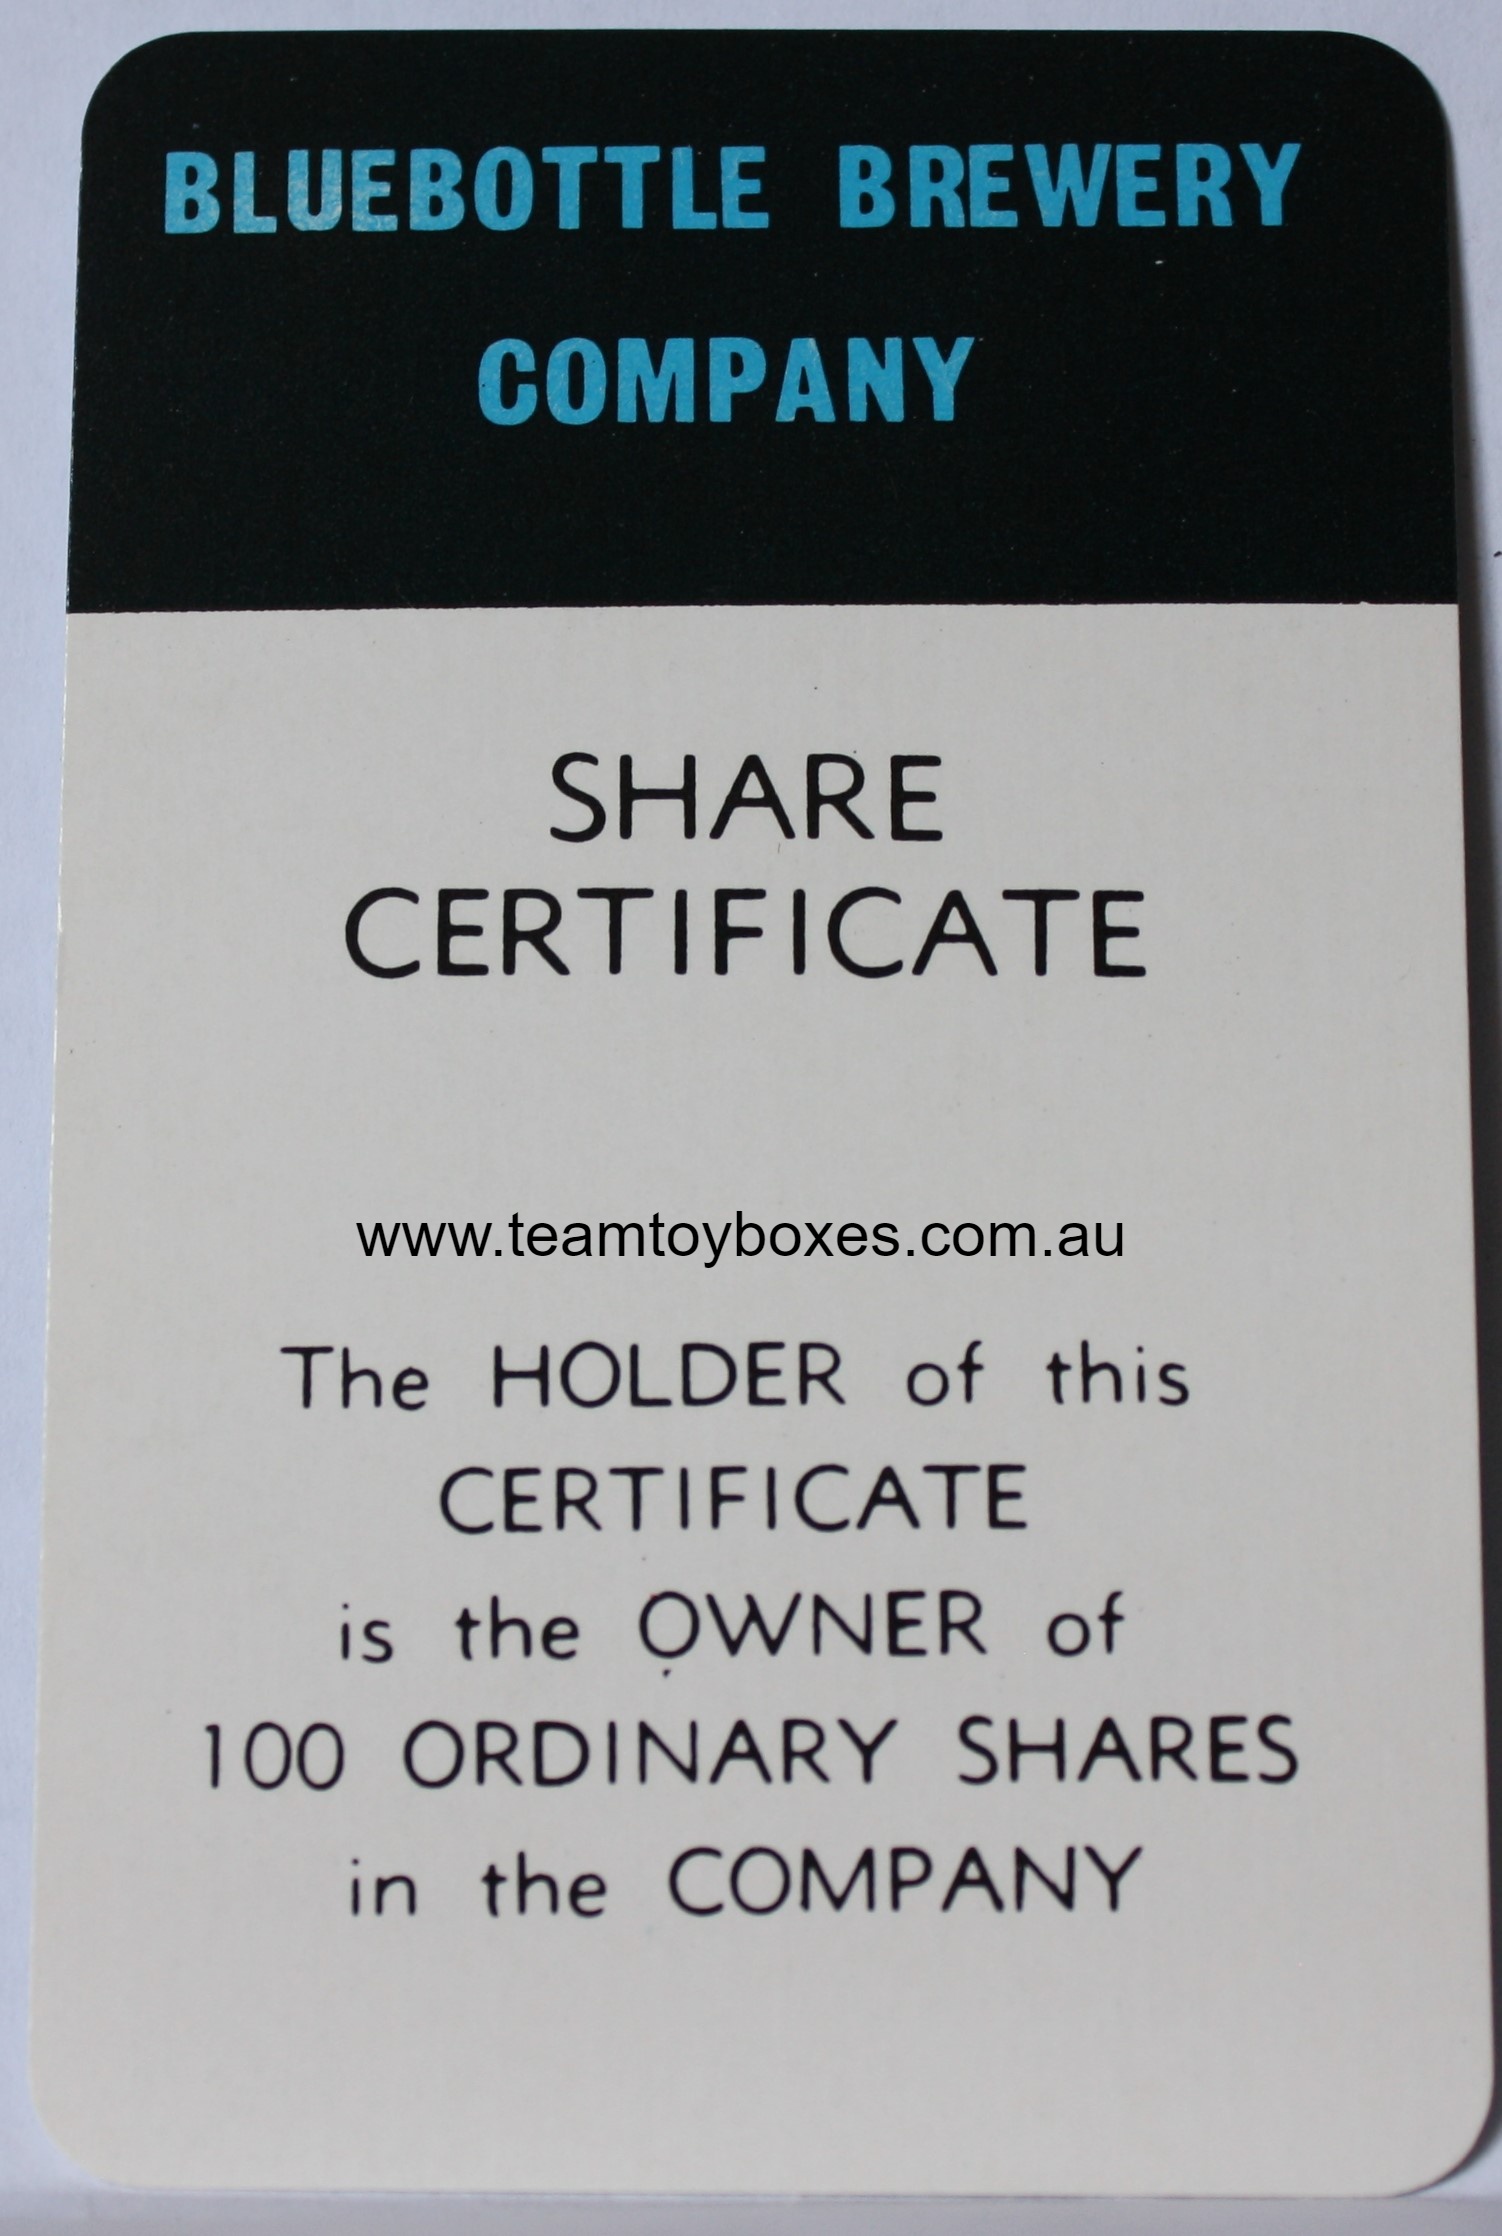 BLUEBOTTLE BREWERY
COMPANY
SHARE
CERTIFICATE
www.teamtoyboxes.com.au
The HOLDER of this
CERTIFICATE
is the OWNER of
100 ORDINARY SHARES
in the COMPANY